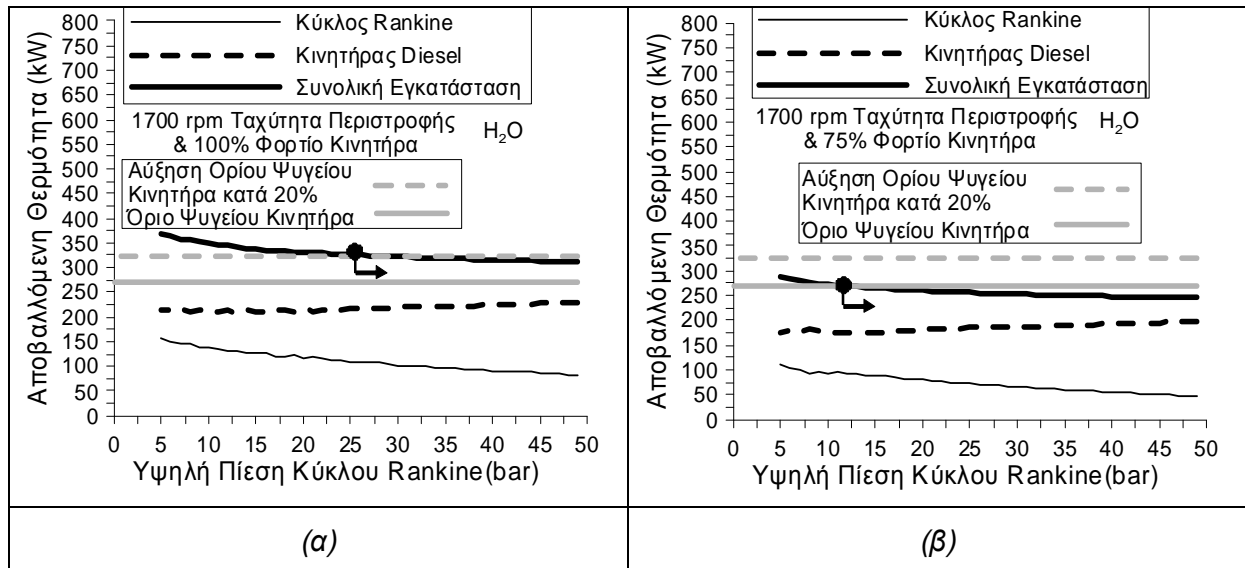 Αποβαλλόμενη Θερμότητα (kW)
800
750
700
650
600
550
500
450
400
350
300
250
200
150
100
50
0
Κύκλος Rankine
Κινητήρας Diesel
Συνολική Εγκατάσταση
1700 rpm Ταχύτητα Περιστροφής
& 100% Φορτίο Κινητήρα
H₂O
Αύξηση Ορίου Ψυγείου
Κινητήρα κατά 20%
Όριο Ψυγείου Κινητήρα
0 5 10 15 20 25 30 35 40 45 50
Υψηλή Πίεση Κύκλου Rankine(bar)
(α)
Αποβαλλόμενη Θερμότητα (kW)
800
750
700
650
600
550
500
450
400
350
300
250
200
150
100
50
0
Κύκλος Rankine
Κινητήρας Diesel
Συνολική Εγκατάσταση
1700 rpm Ταχύτητα Περιστροφής
& 75% Φορτίο Κινητήρα
H₂O
Αύξηση Ορίου Ψυγείου
Κινητήρα κατά 20%
Όριο Ψυγείου Κινητήρα
0 5 10 15 20 25 30 35 40 45 50
Υψηλή Πίεση Κύκλου Rankine(bar)
(β)